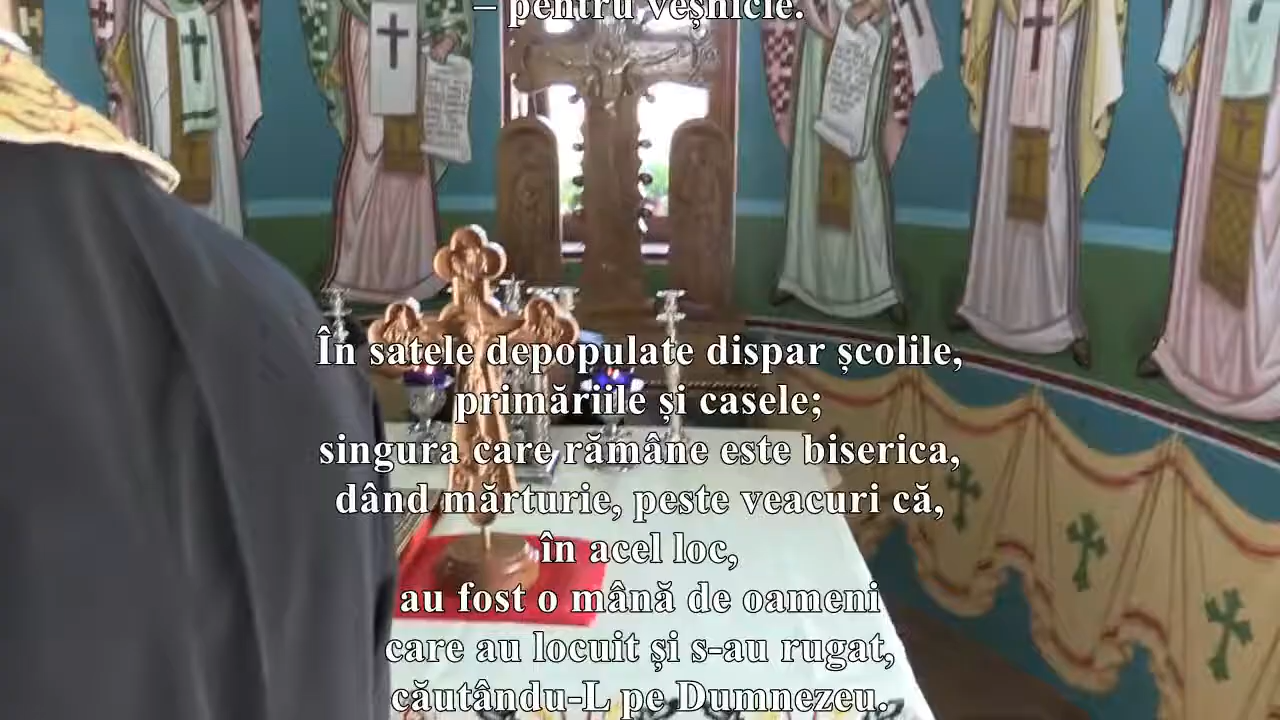 – pentru veșnicie.
În satele depopulate dispar școlile,
primăriile și casele;
singura care rămâne este biserica,
dând mărturie, peste veacuri că,
în acel loc,
au fost o mână de oameni
care au locuit și s-au rugat,
căutându-L pe Dumnezeu.